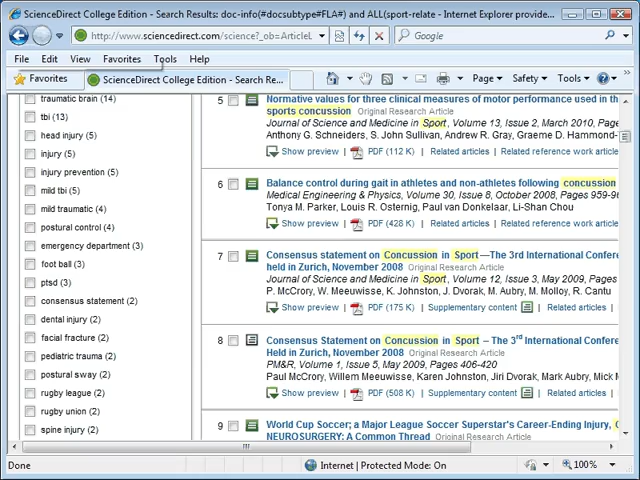 ScienceDirect College Edition - Search Results: doc-info(#docsubtype#FLA#) and ALL(sport-relate - Internet Explorer provide...
http://www.sciencedirect.com/science?_ob=ArticleL
Google
File Edit View Favorites Tools Help
Favorites
ScienceDirect College Edition - Search Re...
Page
Safety
Tools
traumatic brain (14)
tbi (13)
head injury (5)
injury (5)
injury prevention (5)
mild tbi (5)
mild traumatic (4)
postural control (4)
emergency department (3)
foot ball (3)
ptsd (3)
consensus statement (2)
dental injury (2)
facial fracture (2)
pediatric trauma (2)
postural sway (2)
rugby league (2)
rugby union (2)
spine injury (2)
5 Normative values for three clinical measures of motor performance used in th
sports concussion Original Research Article
Journal of Science and Medicine in Sport, Volume 13, Issue 2, March 2010, Page
Anthony G. Schneiders, S. John Sullivan, Andrew R. Gray, Graeme D. Hammond-
Show preview | PDF (112 K) | Related articles | Related reference work article
6 Balance control during gait in athletes and non-athletes following concussion
Medical Engineering & Physics, Volume 30, Issue 8, October 2008, Pages 959-9
Tonya M. Parker, Louis R. Osternig, Paul van Donkelaar, Li-Shan Chou
Show preview | PDF (428 K) | Related articles | Related reference work article
7 Consensus statement on Concussion in Sport—The 3rd International Confere
held in Zurich, November 2008 Original Research Article
Journal of Science and Medicine in Sport, Volume 12, Issue 3, May 2009, Pages
P. McCrory, W. Meeuwisse, K. Johnston, J. Dvorak, M. Aubry, M. Molloy, R. Cantu
Show preview | PDF (175 K) | Supplementary content | Related articles |
8 Consensus Statement on Concussion in Sport – The 3rd International Confe
Held in Zurich, November 2008 Original Research Article
PM&R, Volume 1, Issue 5, May 2009, Pages 406-420
Paul McCrory, Willem Meeuwisse, Karen Johnston, Jiri Dvorak, Mark Aubry, Mick M
Show preview | PDF (508 K) | Supplementary content | Related articles
9 World Cup Soccer; a Major League Soccer Superstar's Career-Ending Injury,
NEUROSURGERY: A Common Thread Original Research Article
Done
Internet | Protected Mode: On
100%